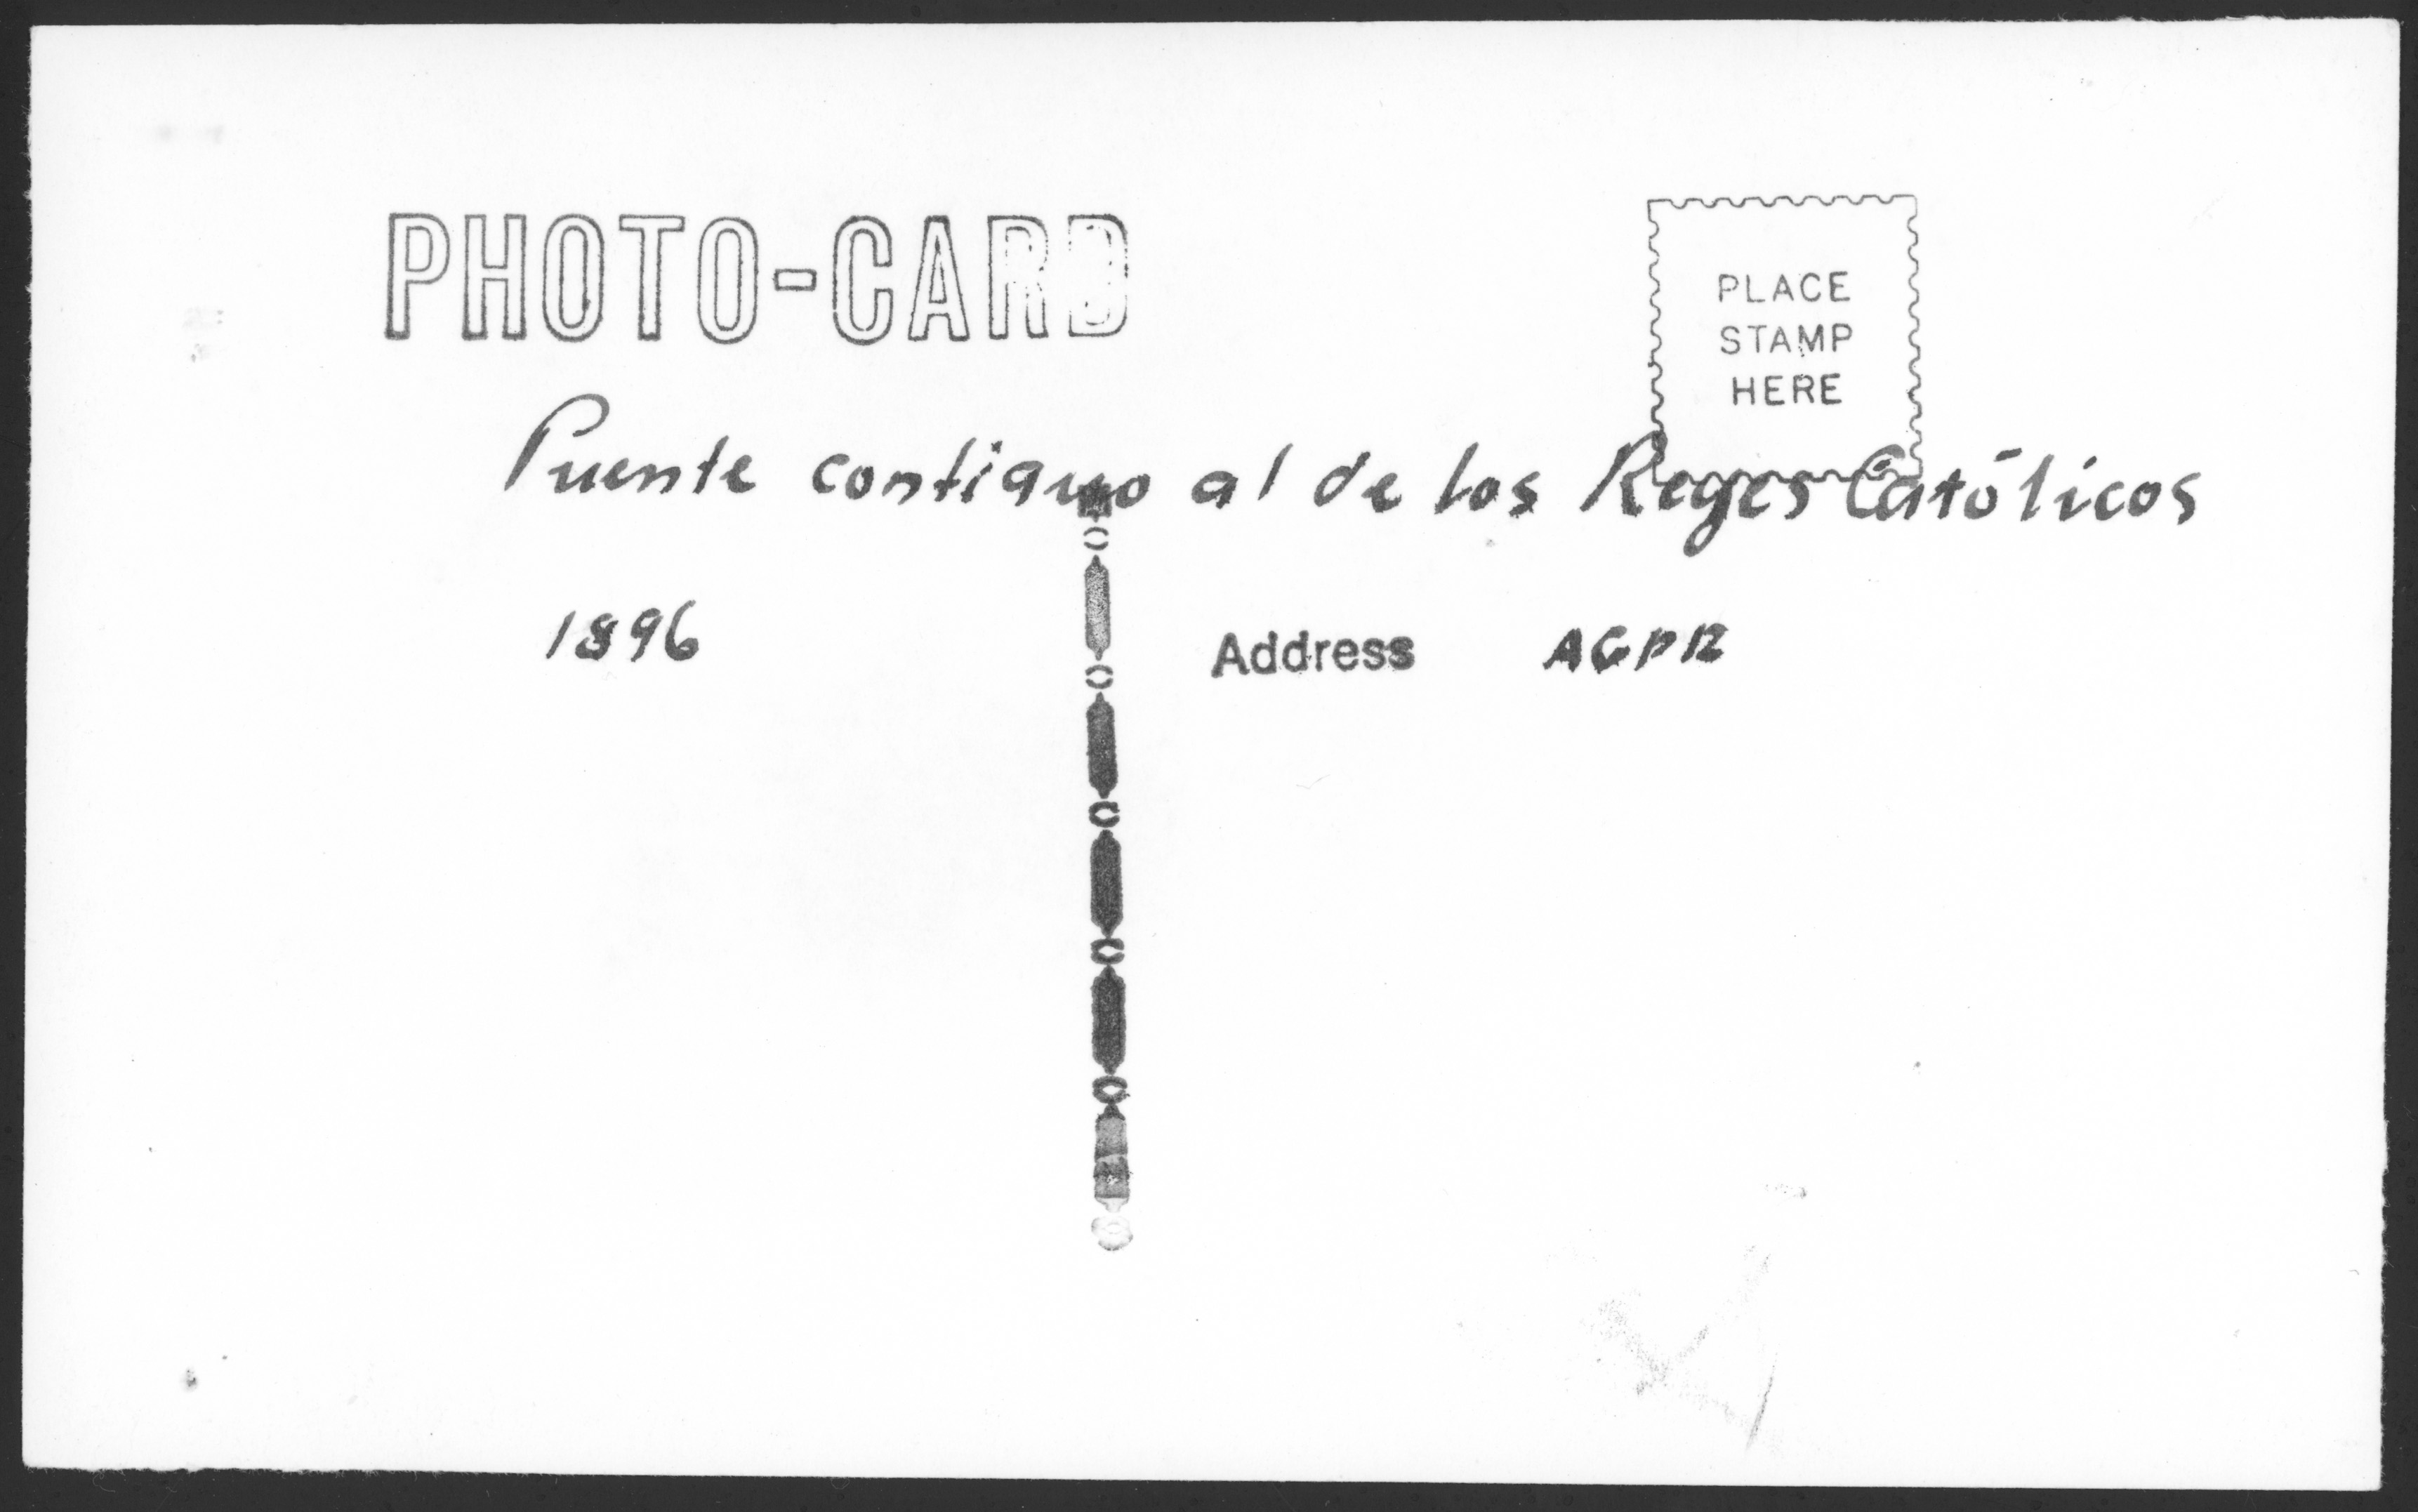 PHOTO-CARD
PLACE
STAMP
HERE
Puente contiguo al de los Reyes Católicos
1896
Address AGPR